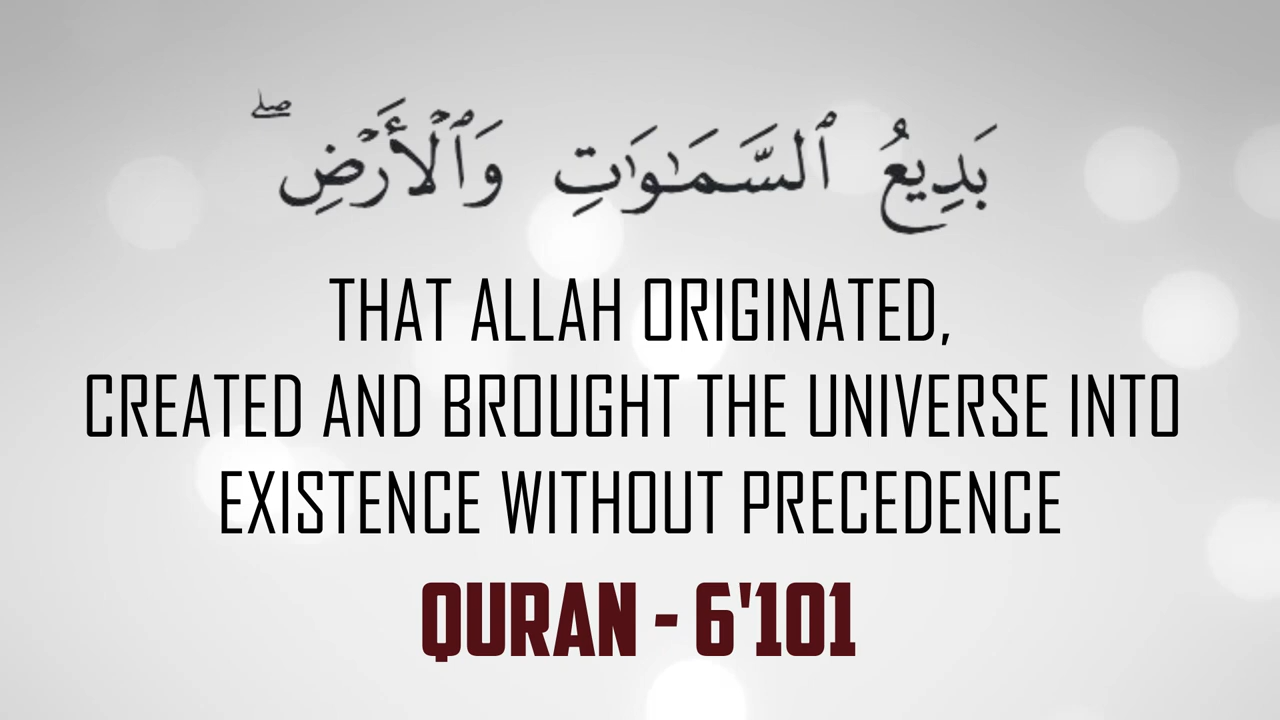 بَدِيعُ ٱلسَّمَـٰوَٰتِ وَٱلۡأَرۡضِۖ
THAT ALLAH ORIGINATED,
CREATED AND BROUGHT THE UNIVERSE INTO
EXISTENCE WITHOUT PRECEDENCE
QURAN - 6'101